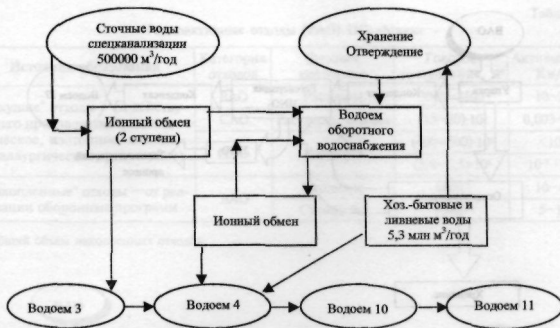 Сточные воды
спецканализации
500000 м³/год
Хранение
Отверждение
Ионный обмен
(2 ступени)
Водоем
оборотного
водоснабжения
Ионный обмен
Хоз.-бытовые и
ливневые воды
5,3 млн м³/год
Водоем 3
Водоем 4
Водоем 10
Водоем 11